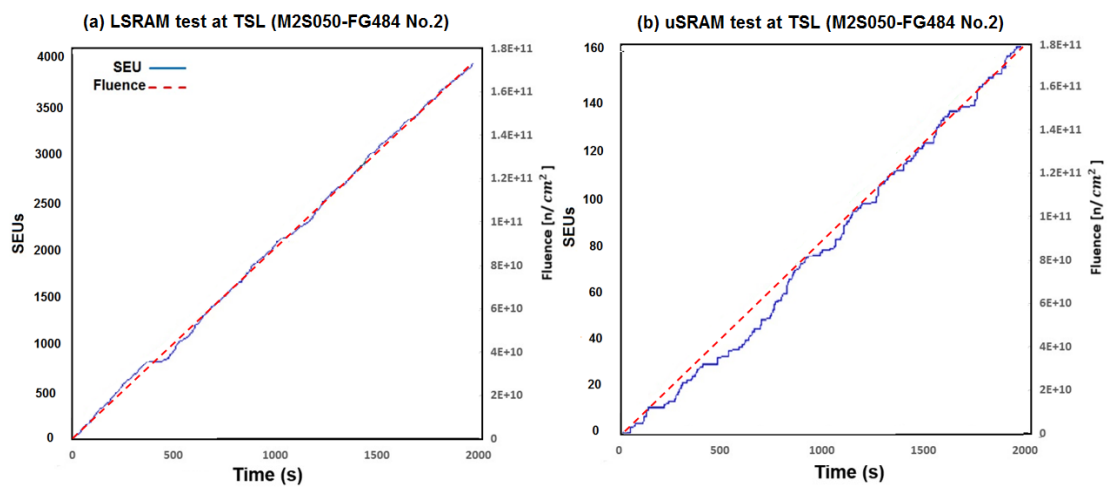 (a) LSRAM test at TSL (M2S050-FG484 No.2)
SEU
Fluence
4000
3500
3000
2500
2000
1500
1000
500
0
SEUs
0
500
1000
1500
2000
Time (s)
1.8E+11
1.6E+11
1.4E+11
1.2E+11
1E+11
8E+10
6E+10
4E+10
2E+10
0
Fluence [n/cm²]
(b) uSRAM test at TSL (M2S050-FG484 No.2)
160
140
120
100
80
60
40
20
0
SEUs
0
500
1000
1500
2000
Time (s)
1.8E+11
1.6E+11
1.4E+11
1.2E+11
1E+11
8E+10
6E+10
4E+10
2E+10
0
Fluence [n/cm²]